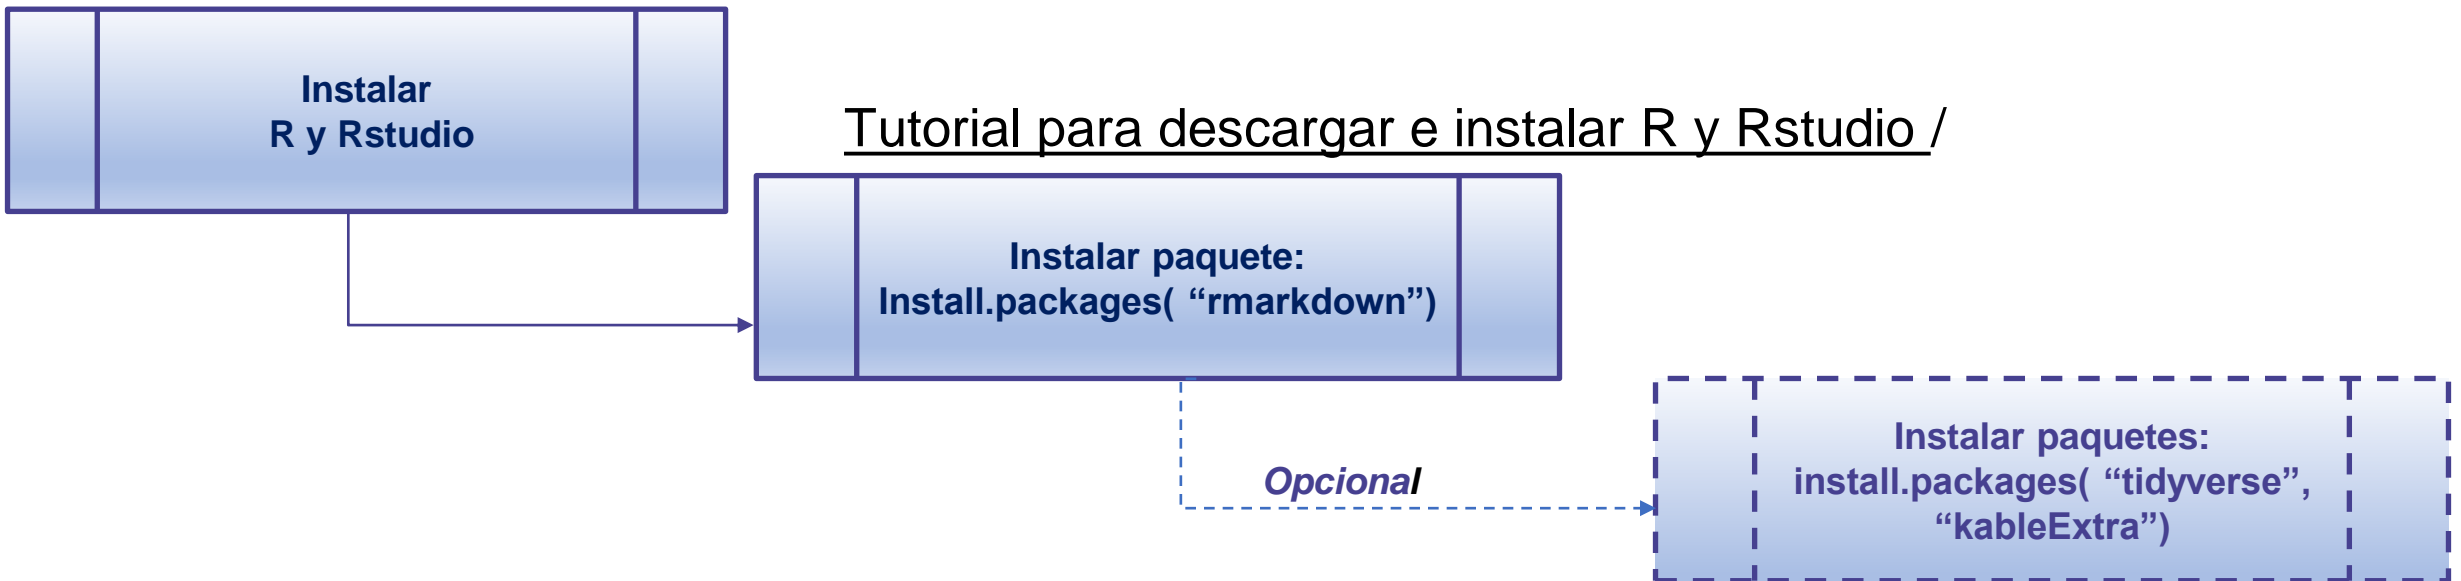 Instalar
R y Rstudio
Tutorial para descargar e instalar R y Rstudio /
Instalar paquete:
Install.packages( “rmarkdown”)
Opcional
Instalar paquetes:
install.packages( “tidyverse”,
“kableExtra”)